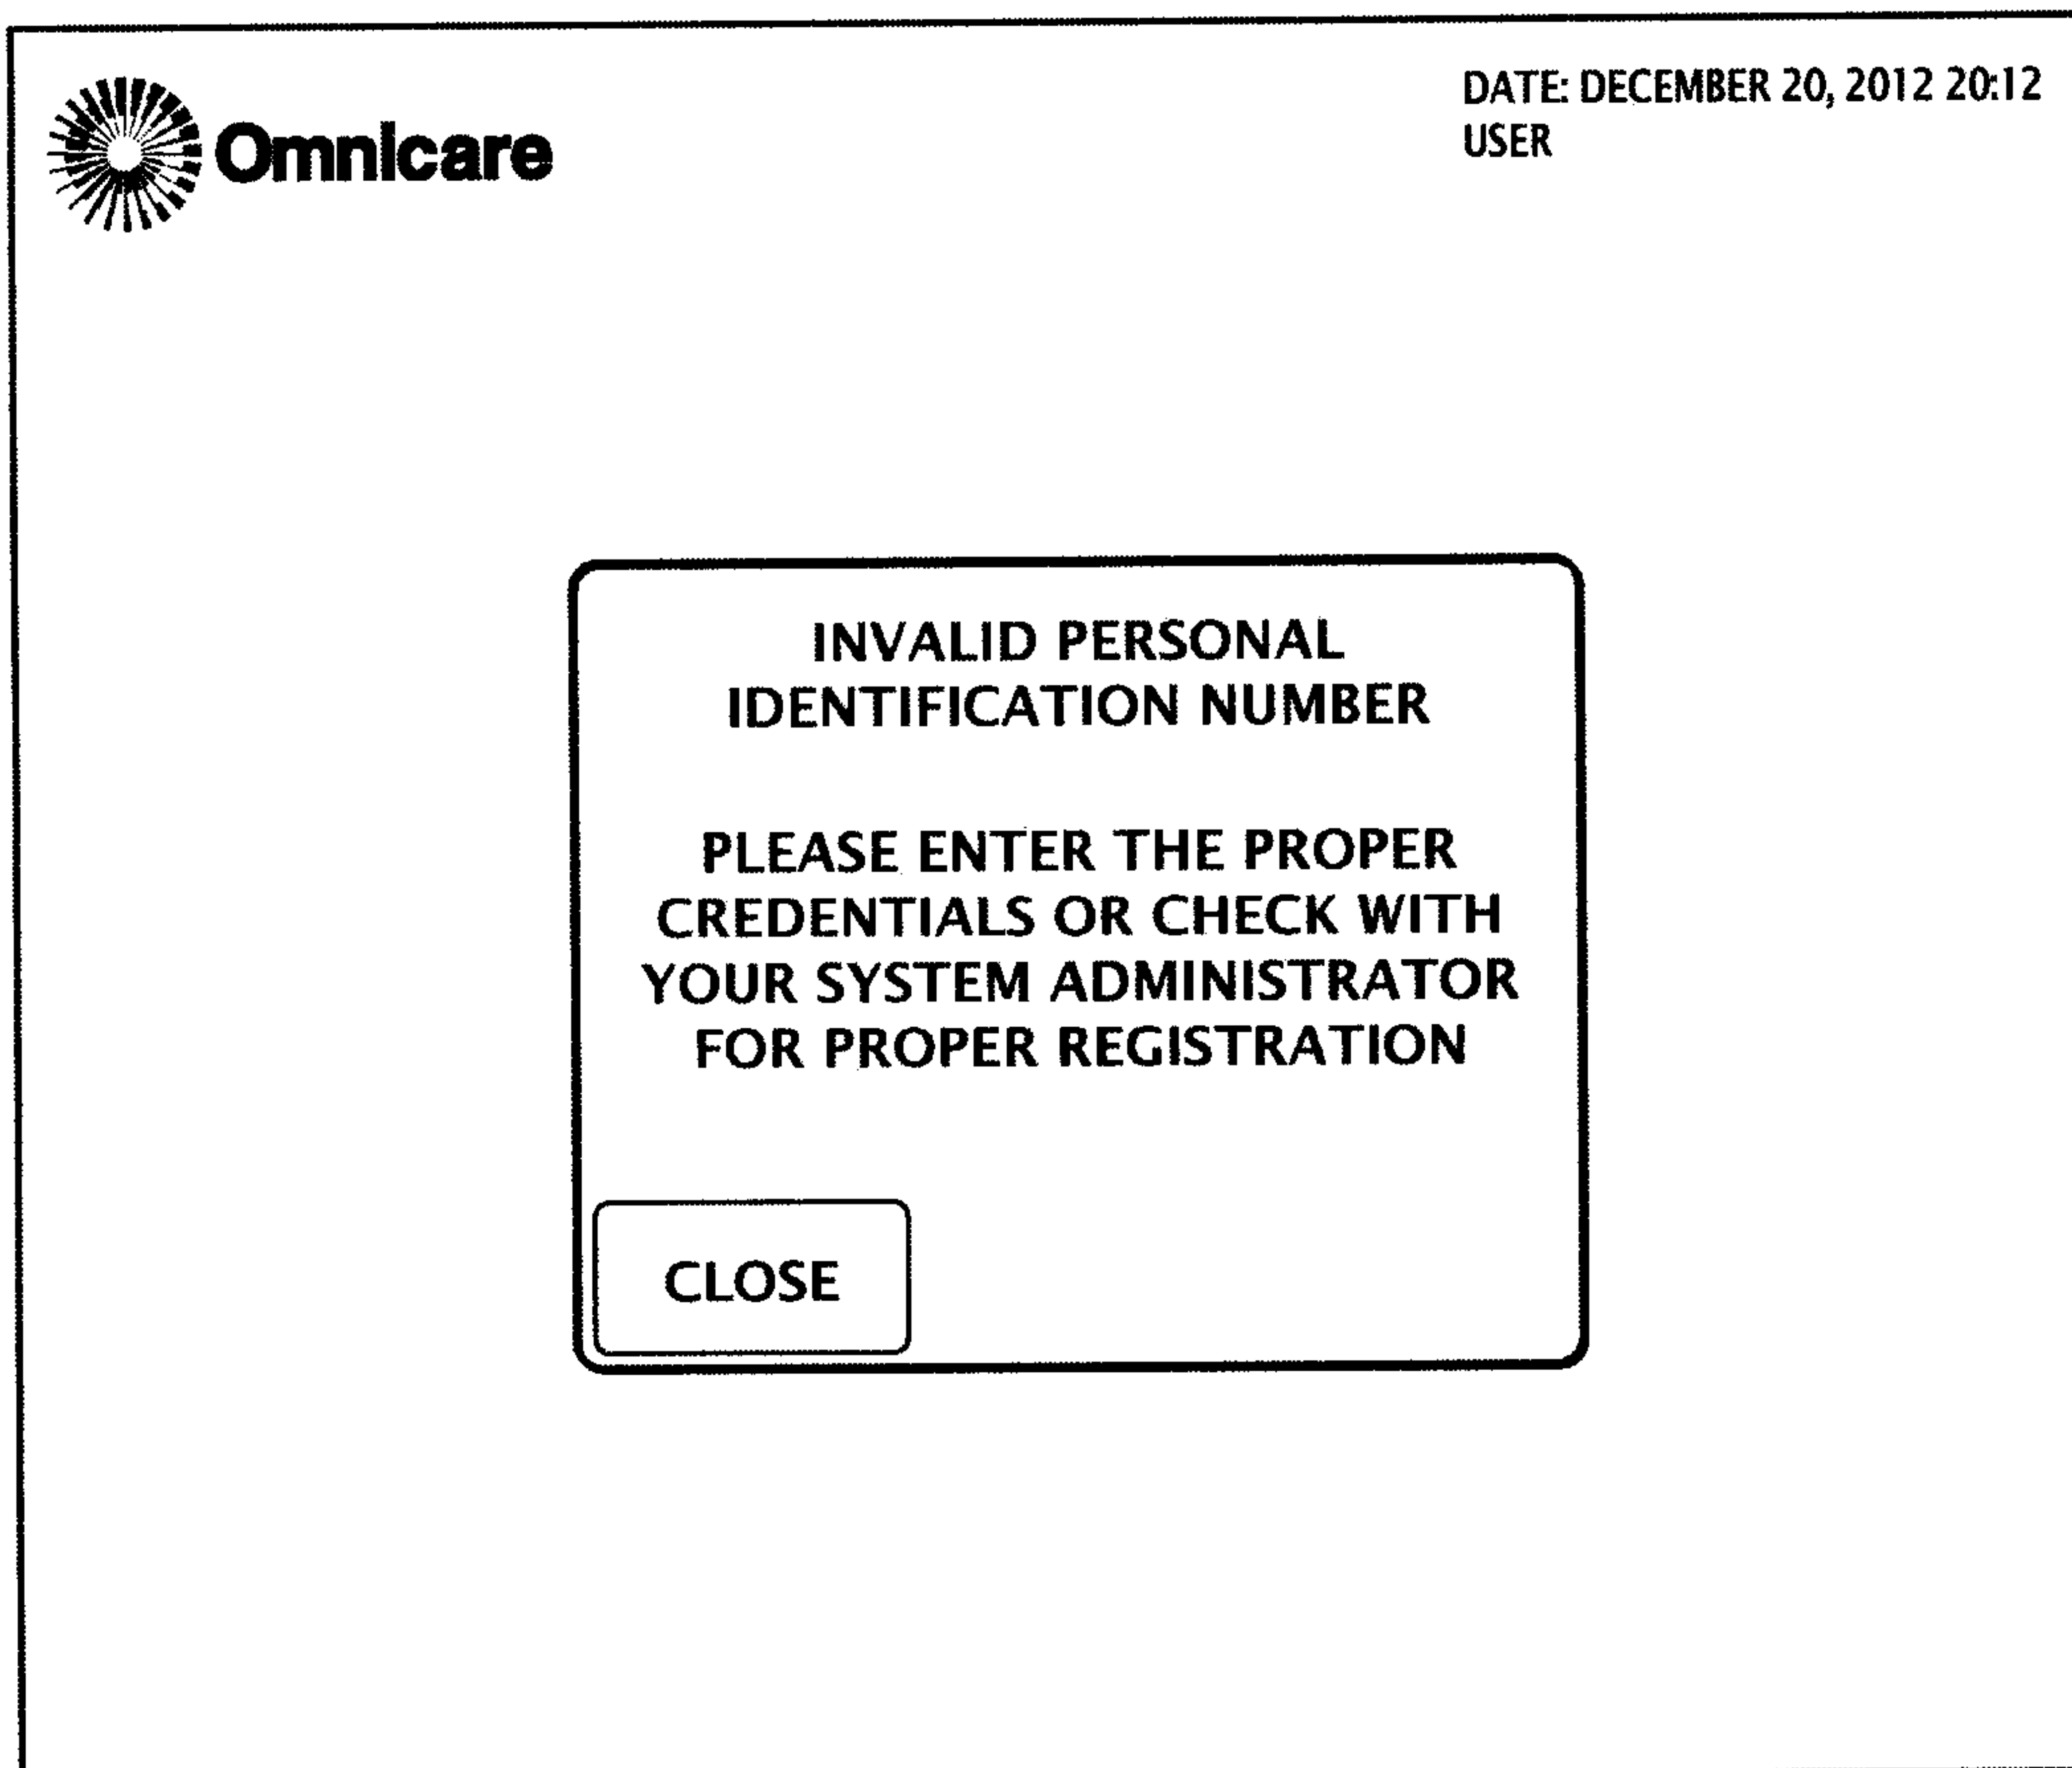 Omnicare
DATE: DECEMBER 20, 2012 20:12
USER
INVALID PERSONAL
IDENTIFICATION NUMBER
PLEASE ENTER THE PROPER
CREDENTIALS OR CHECK WITH
YOUR SYSTEM ADMINISTRATOR
FOR PROPER REGISTRATION
CLOSE